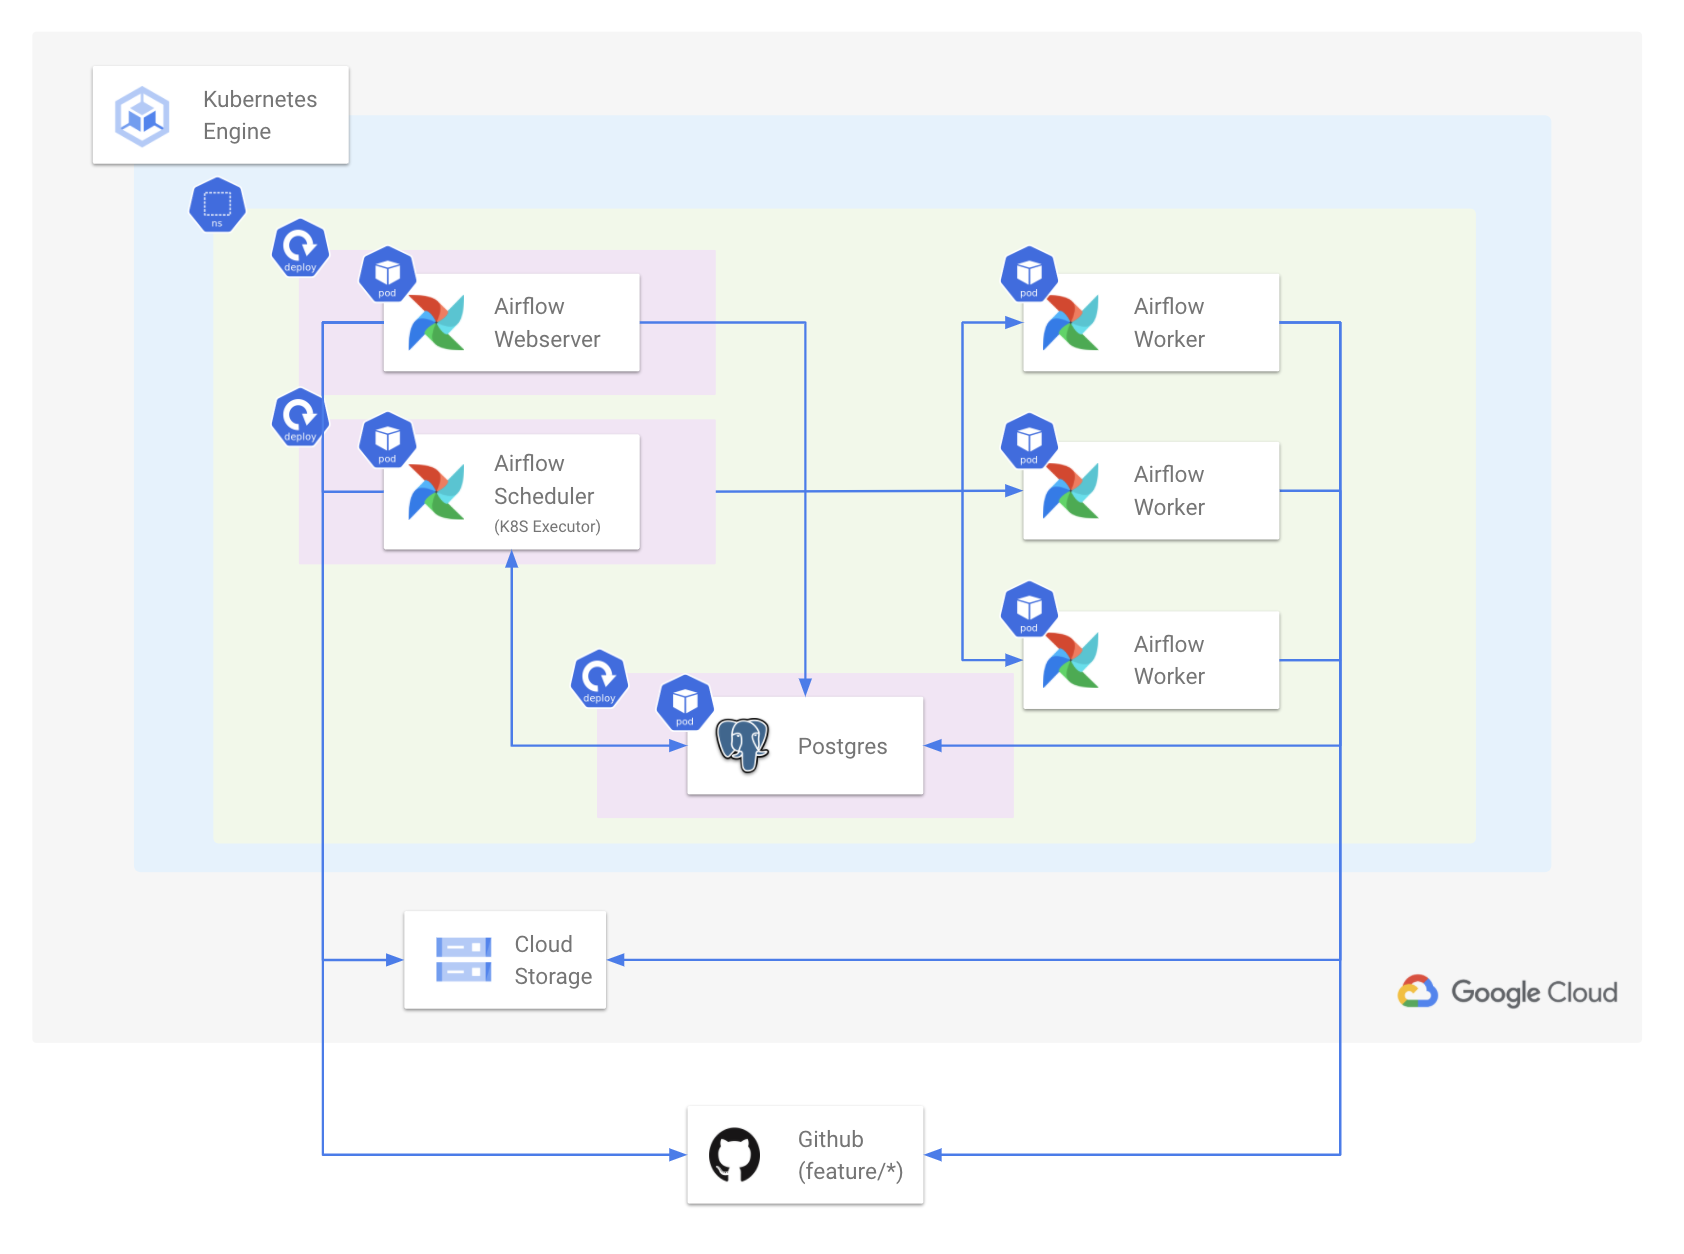 Kubernetes
Engine
ns
deploy
pod
Airflow
Webserver
pod
Airflow
Worker
deploy
pod
Airflow
Scheduler
(K8S Executor)
pod
Airflow
Worker
pod
Airflow
Worker
deploy
pod
Postgres
Cloud
Storage
Google Cloud
Github
(feature/*)